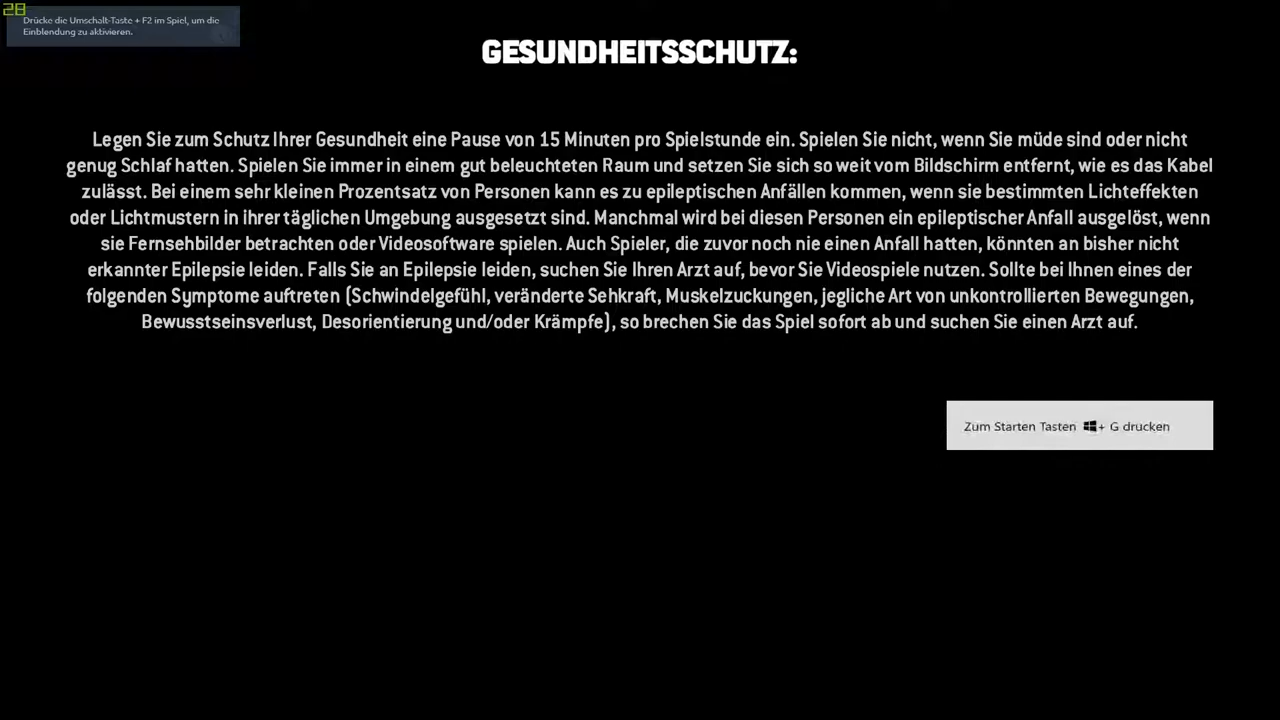 28
Drücke die Umschalt-Taste + F2 im Spiel, um die
Einblendung zu aktivieren.
GESUNDHEITSSCHUTZ:
Legen Sie zum Schutz Ihrer Gesundheit eine Pause von 15 Minuten pro Spielstunde ein. Spielen Sie nicht, wenn Sie müde sind oder nicht
genug Schlaf hatten. Spielen Sie immer in einem gut beleuchteten Raum und setzen Sie sich so weit vom Bildschirm entfernt, wie es das Kabel
zulässt. Bei einem sehr kleinen Prozentsatz von Personen kann es zu epileptischen Anfällen kommen, wenn sie bestimmten Lichteffekten
oder Lichtmustern in ihrer täglichen Umgebung ausgesetzt sind. Manchmal wird bei diesen Personen ein epileptischer Anfall ausgelöst, wenn
sie Fernsehbilder betrachten oder Videosoftware spielen. Auch Spieler, die zuvor noch nie einen Anfall hatten, könnten an bisher nicht
erkannter Epilepsie leiden. Falls Sie an Epilepsie leiden, suchen Sie Ihren Arzt auf, bevor Sie Videospiele nutzen. Sollte bei Ihnen eines der
folgenden Symptome auftreten (Schwindelgefühl, veränderte Sehkraft, Muskelzuckungen, jegliche Art von unkontrollierten Bewegungen,
Bewusstseinsverlust, Desorientierung und/oder Krämpfe), so brechen Sie das Spiel sofort ab und suchen Sie einen Arzt auf.
Zum Starten Tasten + G drücken